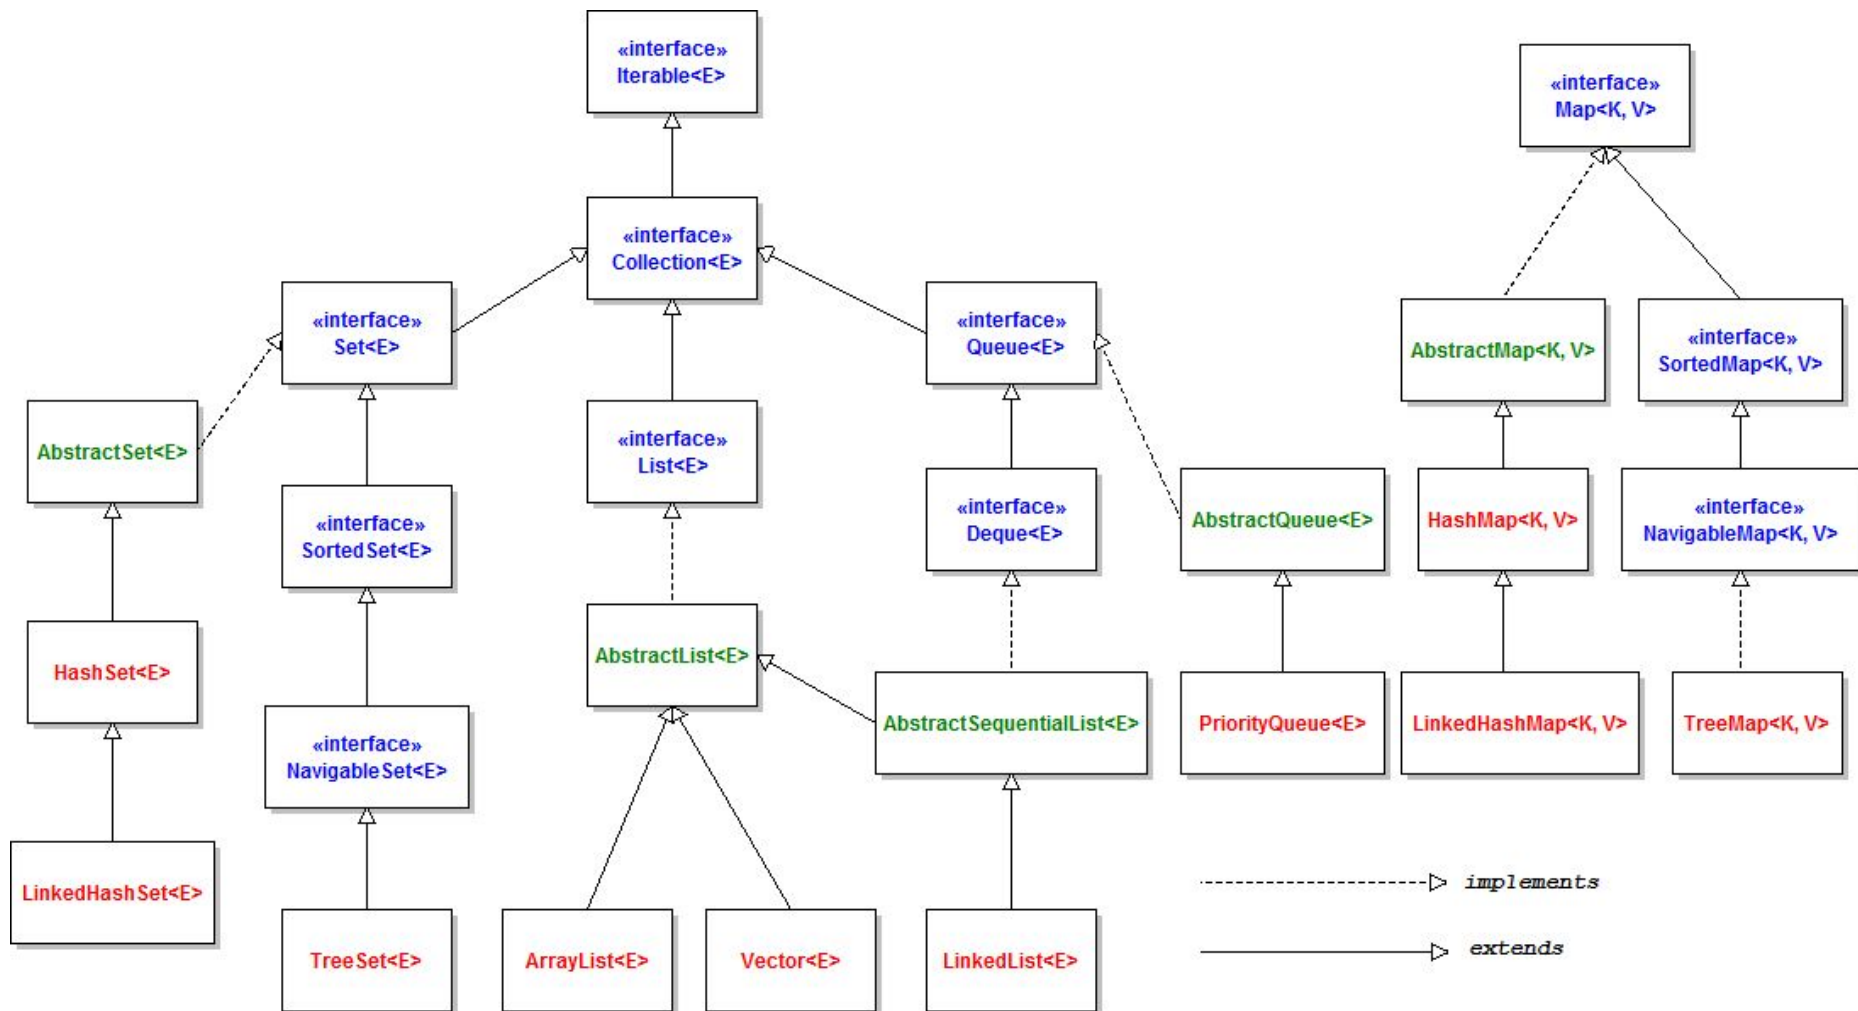 «interface»
Iterable<E>
«interface»
Map<K, V>
«interface»
Collection<E>
«interface»
Set<E>
«interface»
Queue<E>
AbstractMap<K, V>
«interface»
SortedMap<K, V>
AbstractSet<E>
«interface»
List<E>
«interface»
SortedSet<E>
«interface»
Deque<E>
AbstractQueue<E>
HashMap<K, V>
«interface»
NavigableMap<K, V>
HashSet<E>
AbstractList<E>
«interface»
NavigableSet<E>
AbstractSequentialList<E>
PriorityQueue<E>
LinkedHashMap<K, V>
TreeMap<K, V>
LinkedHashSet<E>
implements
TreeSet<E>
ArrayList<E>
Vector<E>
LinkedList<E>
extends